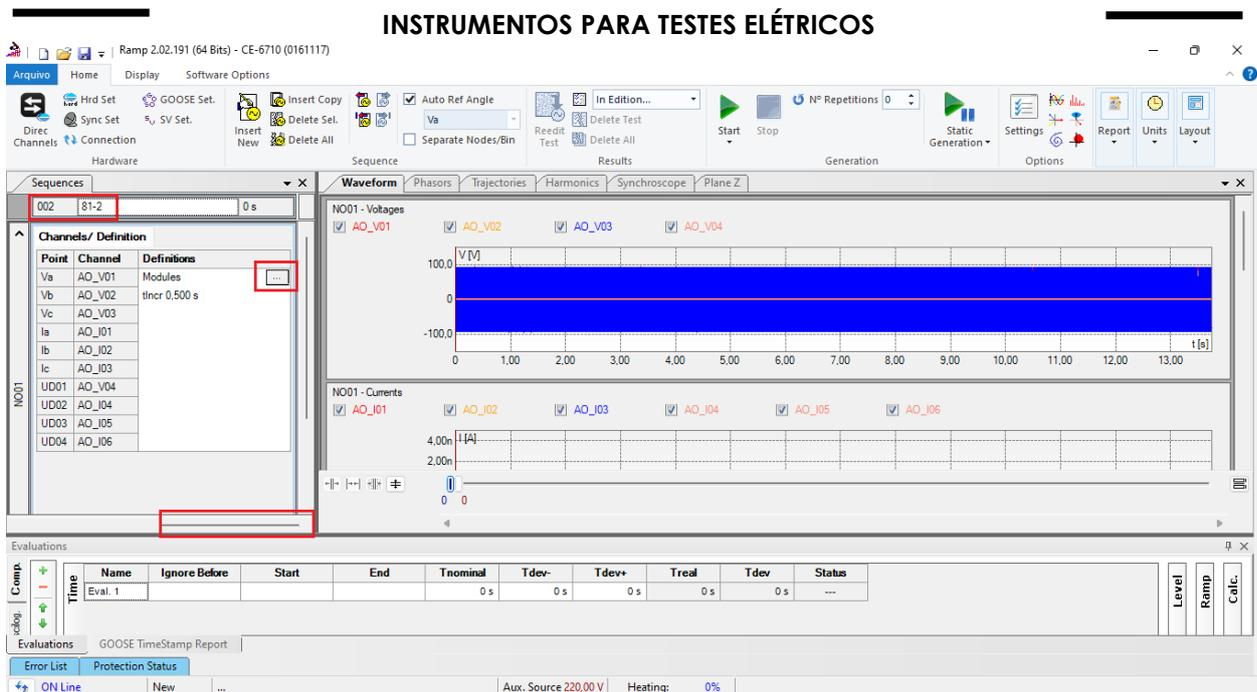 INSTRUMENTOS PARA TESTES ELÉTRICOS
Ramp 2.02.191 (64 Bits) - CE-6710 (0161117)
Arquivo Home Display Software Options
Direc Channels
Hrd Set
Sync Set
Connection
GOOSE Set.
SV Set.
Hardware
Insert New
Insert Copy
Delete Sel.
Delete All
Auto Ref Angle
Va
Separate Nodes/Bin
Sequence
Reedit Test
In Edition...
Delete Test
Delete All
Results
Start
Stop
Nº Repetitions 0
Static Generation
Generation
Settings
Options
Report
Units
Layout
Sequences
002 81-2 0 s
NO01
Channels/ Definition
Point Channel Definitions
Va AO_V01 Modules ...
Vb AO_V02 tIncr 0,500 s
Vc AO_V03
Ia AO_I01
Ib AO_I02
Ic AO_I03
UD01 AO_V04
UD02 AO_I04
UD03 AO_I05
UD04 AO_I06
Waveform Phasors Trajectories Harmonics Synchroscope Plane Z
NO01 - Voltages
AO_V01 AO_V02 AO_V03 AO_V04
V [V]
100,0
0
-100,0
t [s]
0 1,00 2,00 3,00 4,00 5,00 6,00 7,00 8,00 9,00 10,00 11,00 12,00 13,00
NO01 - Currents
AO_I01 AO_I02 AO_I03 AO_I04 AO_I05 AO_I06
I [A]
4,00n
2,00n
0 0
Evaluations
Comp.
Time
Name Ignore Before Start End Tnominal Tdev- Tdev+ Treal Tdev Status
Eval. 1 0 s 0 s 0 s 0 s 0 s ---
Level
Ramp
Calc.
Evaluations GOOSE TimeStamp Report
Error List Protection Status
ON Line New ... Aux. Source 220,00 V Heating: 0%